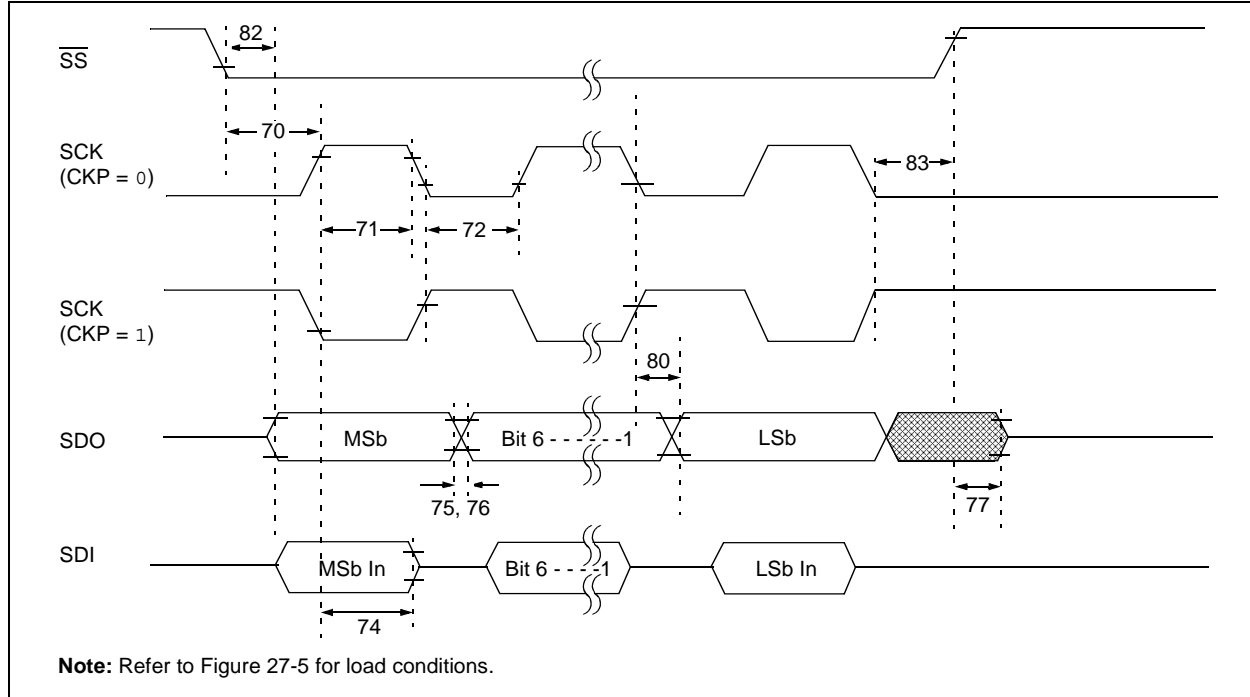 82
SS
70
SCK
(CKP = 0)
83
71
72
SCK
(CKP = 1)
80
SDO
MSb
Bit 6 - - - - - -1
LSb
75, 76
77
SDI
MSb In
Bit 6 - - - -1
LSb In
74
Note: Refer to Figure 27-5 for load conditions.